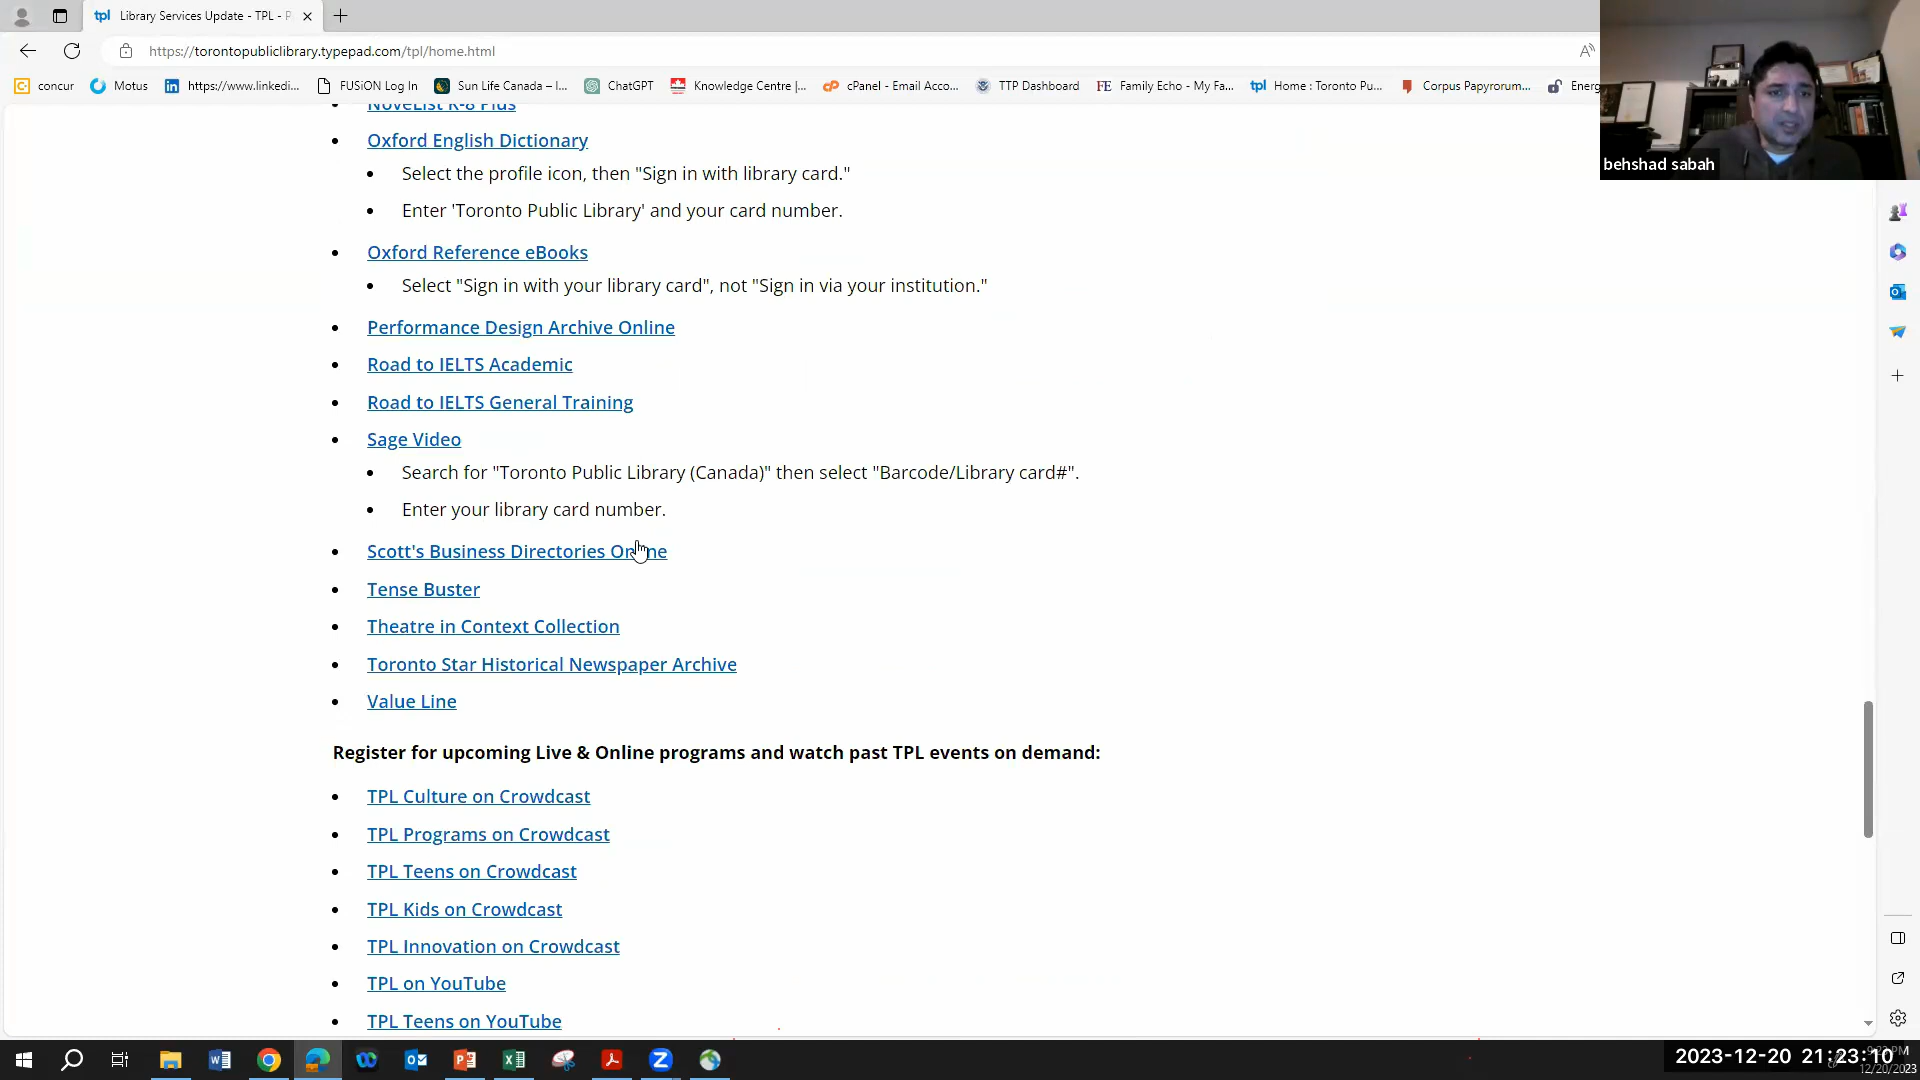 Library Services Update - TPL - P
https://torontopubliclibrary.typepad.com/tpl/home.html
concur
Motus
https://www.linkedi...
FUSiON Log In
Sun Life Canada – I...
ChatGPT
Knowledge Centre |...
cPanel - Email Acco...
TTP Dashboard
FE Family Echo - My Fa...
tpl Home : Toronto Pu...
Corpus Papyrorum...
Energ
behshad sabah
NoveList K-8 Plus
Oxford English Dictionary
Select the profile icon, then "Sign in with library card."
Enter 'Toronto Public Library' and your card number.
Oxford Reference eBooks
Select "Sign in with your library card", not "Sign in via your institution."
Performance Design Archive Online
Road to IELTS Academic
Road to IELTS General Training
Sage Video
Search for "Toronto Public Library (Canada)" then select "Barcode/Library card#".
Enter your library card number.
Scott's Business Directories Online
Tense Buster
Theatre in Context Collection
Toronto Star Historical Newspaper Archive
Value Line
Register for upcoming Live & Online programs and watch past TPL events on demand:
TPL Culture on Crowdcast
TPL Programs on Crowdcast
TPL Teens on Crowdcast
TPL Kids on Crowdcast
TPL Innovation on Crowdcast
TPL on YouTube
TPL Teens on YouTube
2023-12-20 21:23:10
12/20/2023